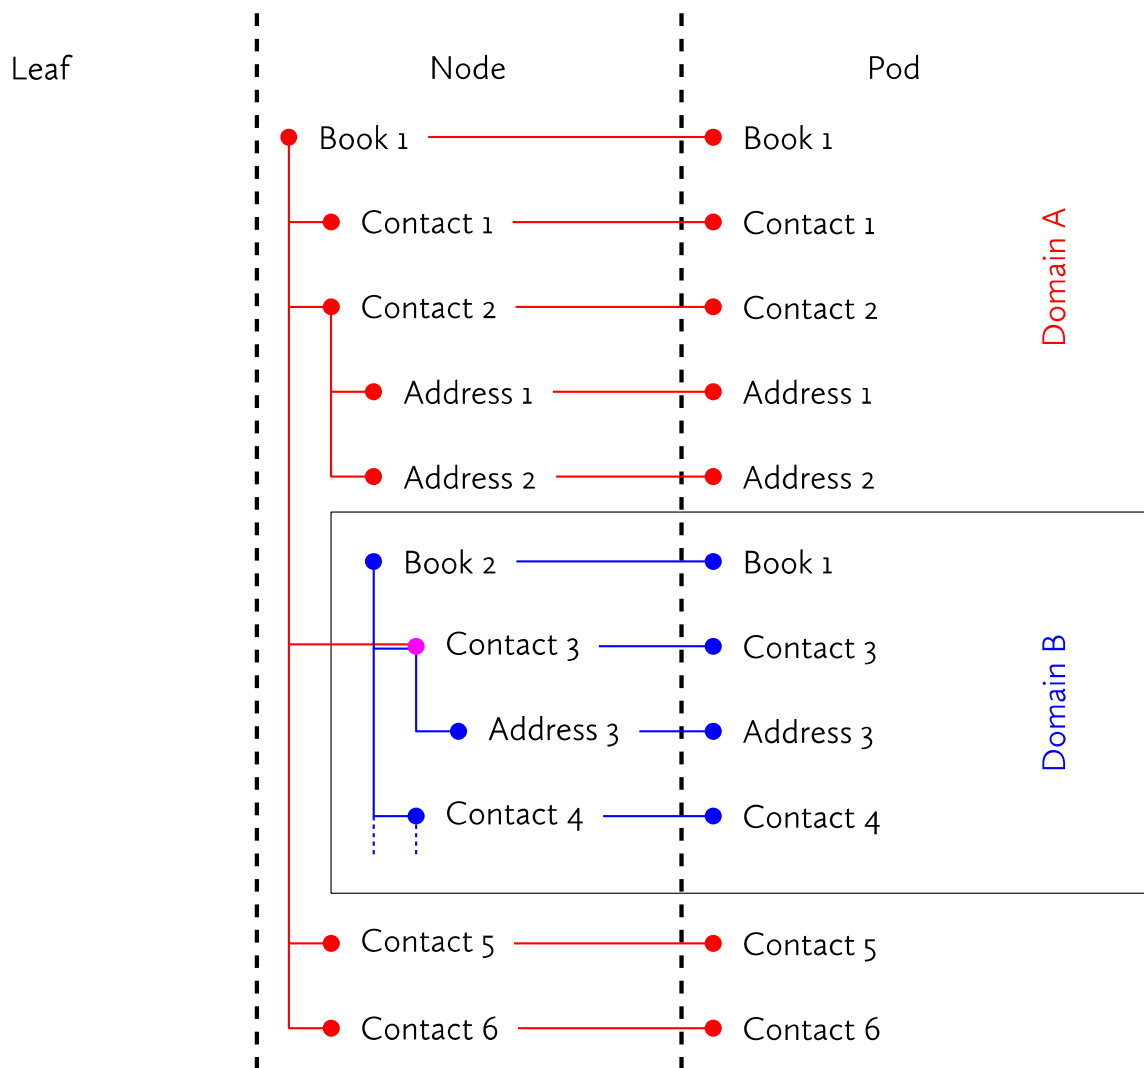 Leaf Node Pod
Book 1 Book 1
Contact 1 Contact 1
Contact 2 Contact 2
Domain A
Address 1 Address 1
Address 2 Address 2
Book 2 Book 1
Contact 3 Contact 3
Domain B
Address 3 Address 3
Contact 4 Contact 4
Contact 5 Contact 5
Contact 6 Contact 6